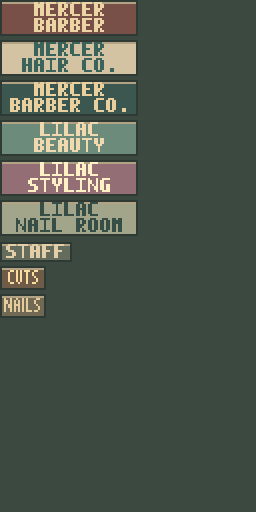 MERCER
BARBER
MERCER
HAIR CO.
MERCER
BARBER CO.
LILAC
BEAUTY
LILAC
STYLING
LILAC
NAIL ROOM
STAFF
CUTS
NAILS